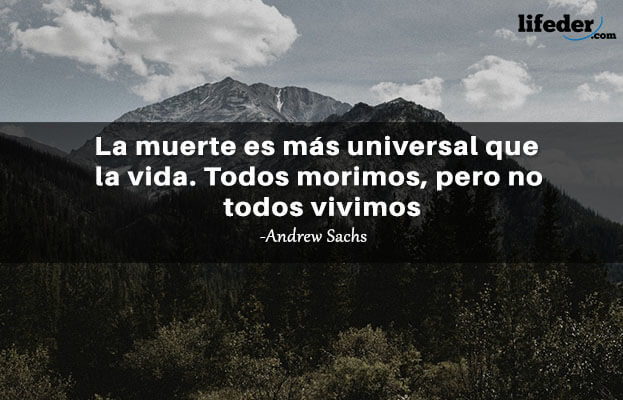 lifeder
.com
La muerte es más universal que
la vida. Todos morimos, pero no
todos vivimos
-Andrew Sachs